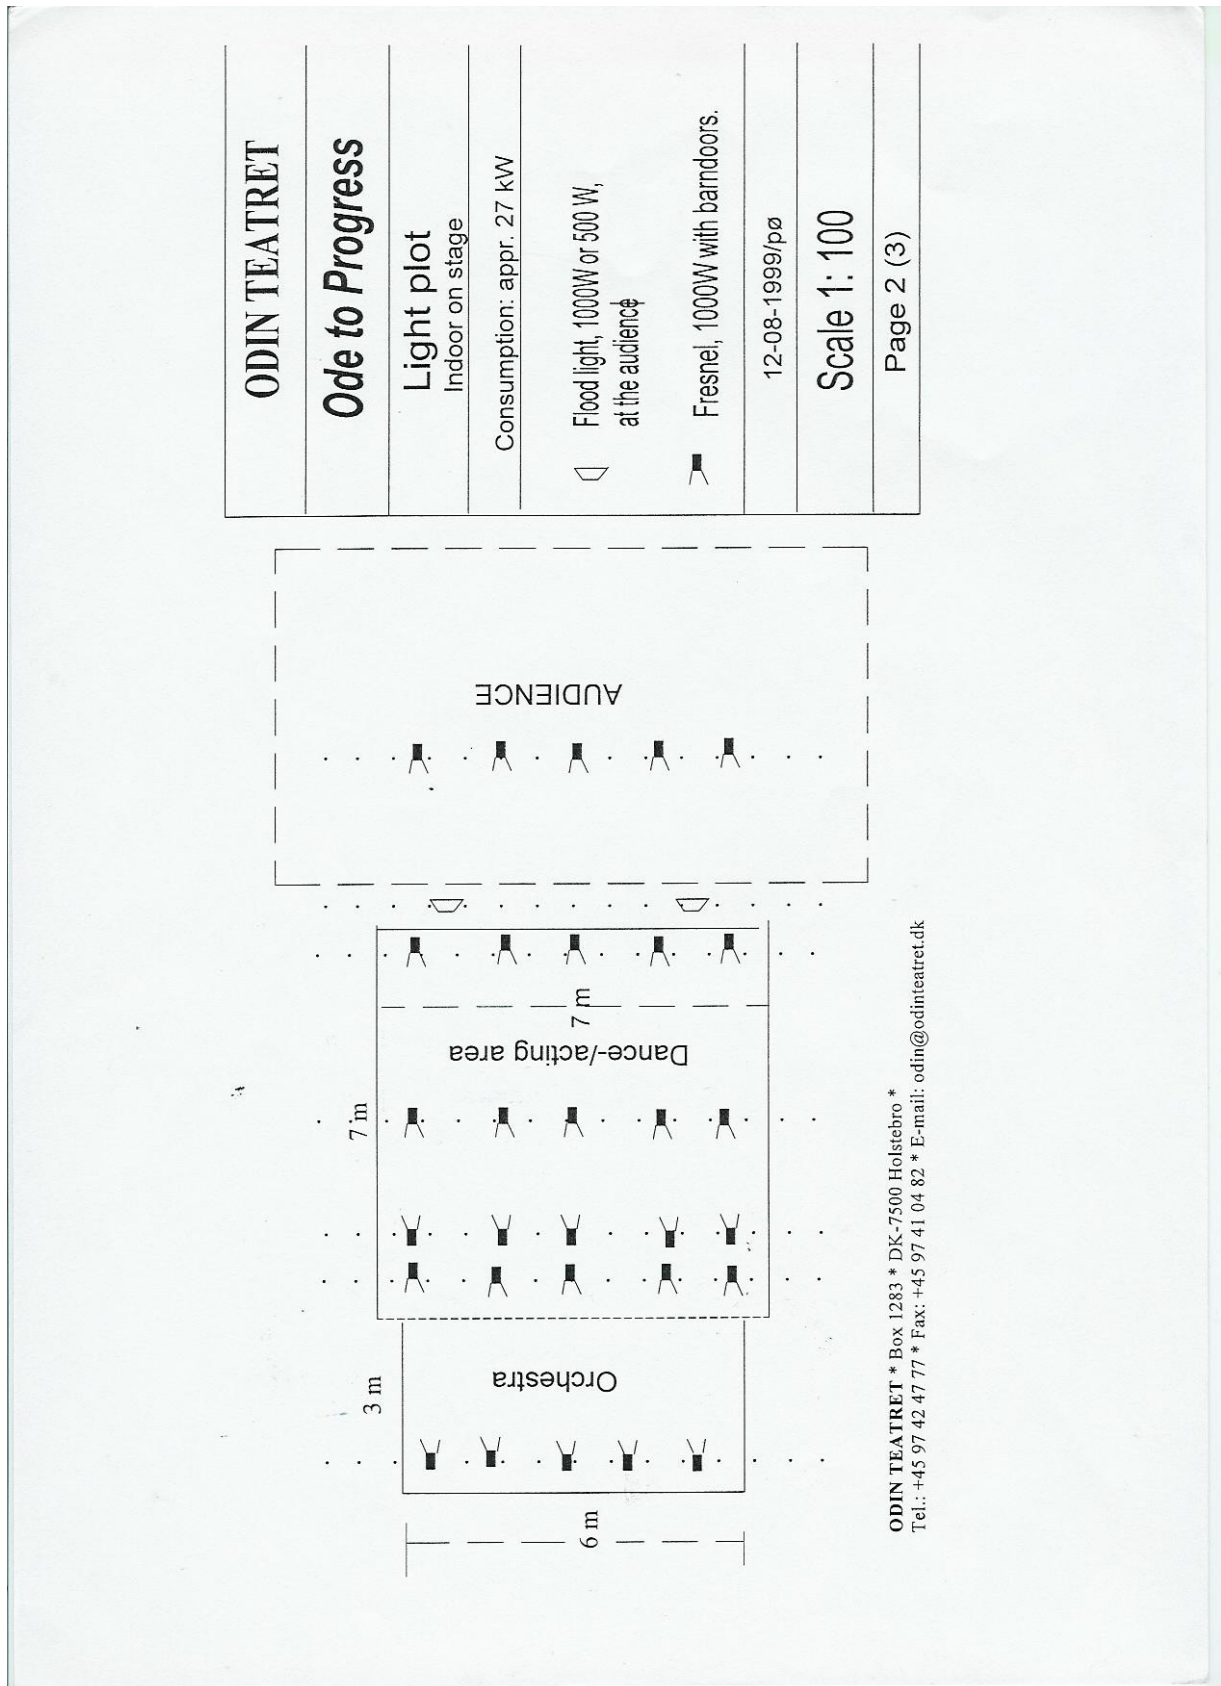 ODIN TEATRET
Ode to Progress
Light plot
Indoor on stage
Consumption: appr. 27 kW
Flood light, 1000W or 500 W,
at the audience
Fresnel, 1000W with barndoors.
12-08-1999/pø
Scale 1: 100
Page 2 (3)
AUDIENCE
7 m
Dance-/acting area
7 m
Orchestra
3 m
6 m
ODIN TEATRET * Box 1283 * DK-7500 Holstebro *
Tel.: +45 97 42 47 77 * Fax: +45 97 41 04 82 * E-mail: odin@odinteatret.dk